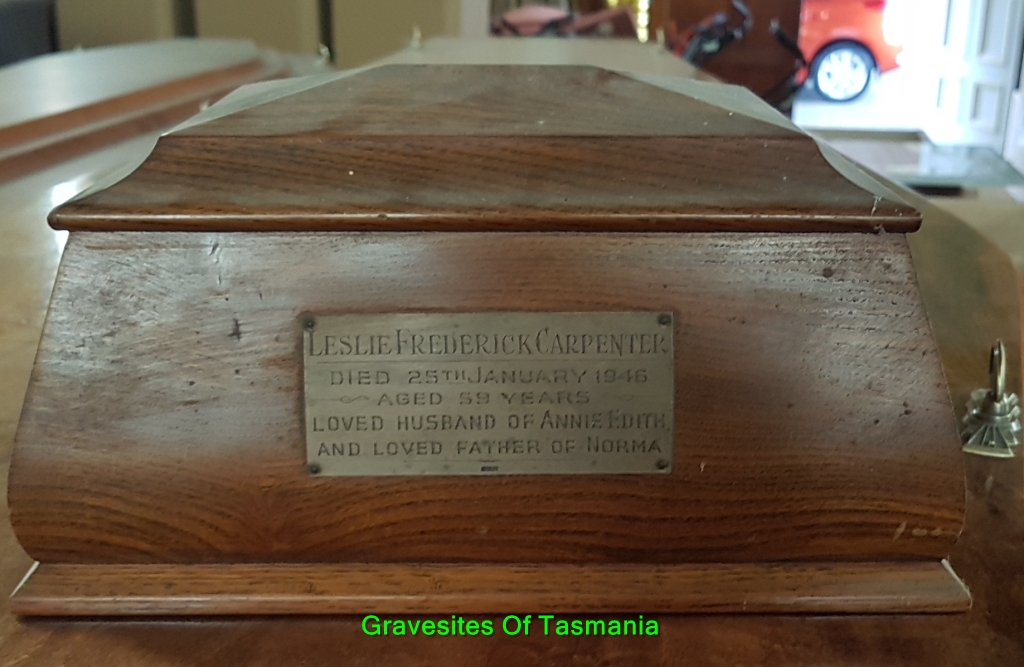 LESLIE FREDERICK CARPENTER
DIED 25TH JANUARY 1946
AGED 59 YEARS
LOVED HUSBAND OF ANNIE EDITH,
AND LOVED FATHER OF NORMA
Gravesites Of Tasmania